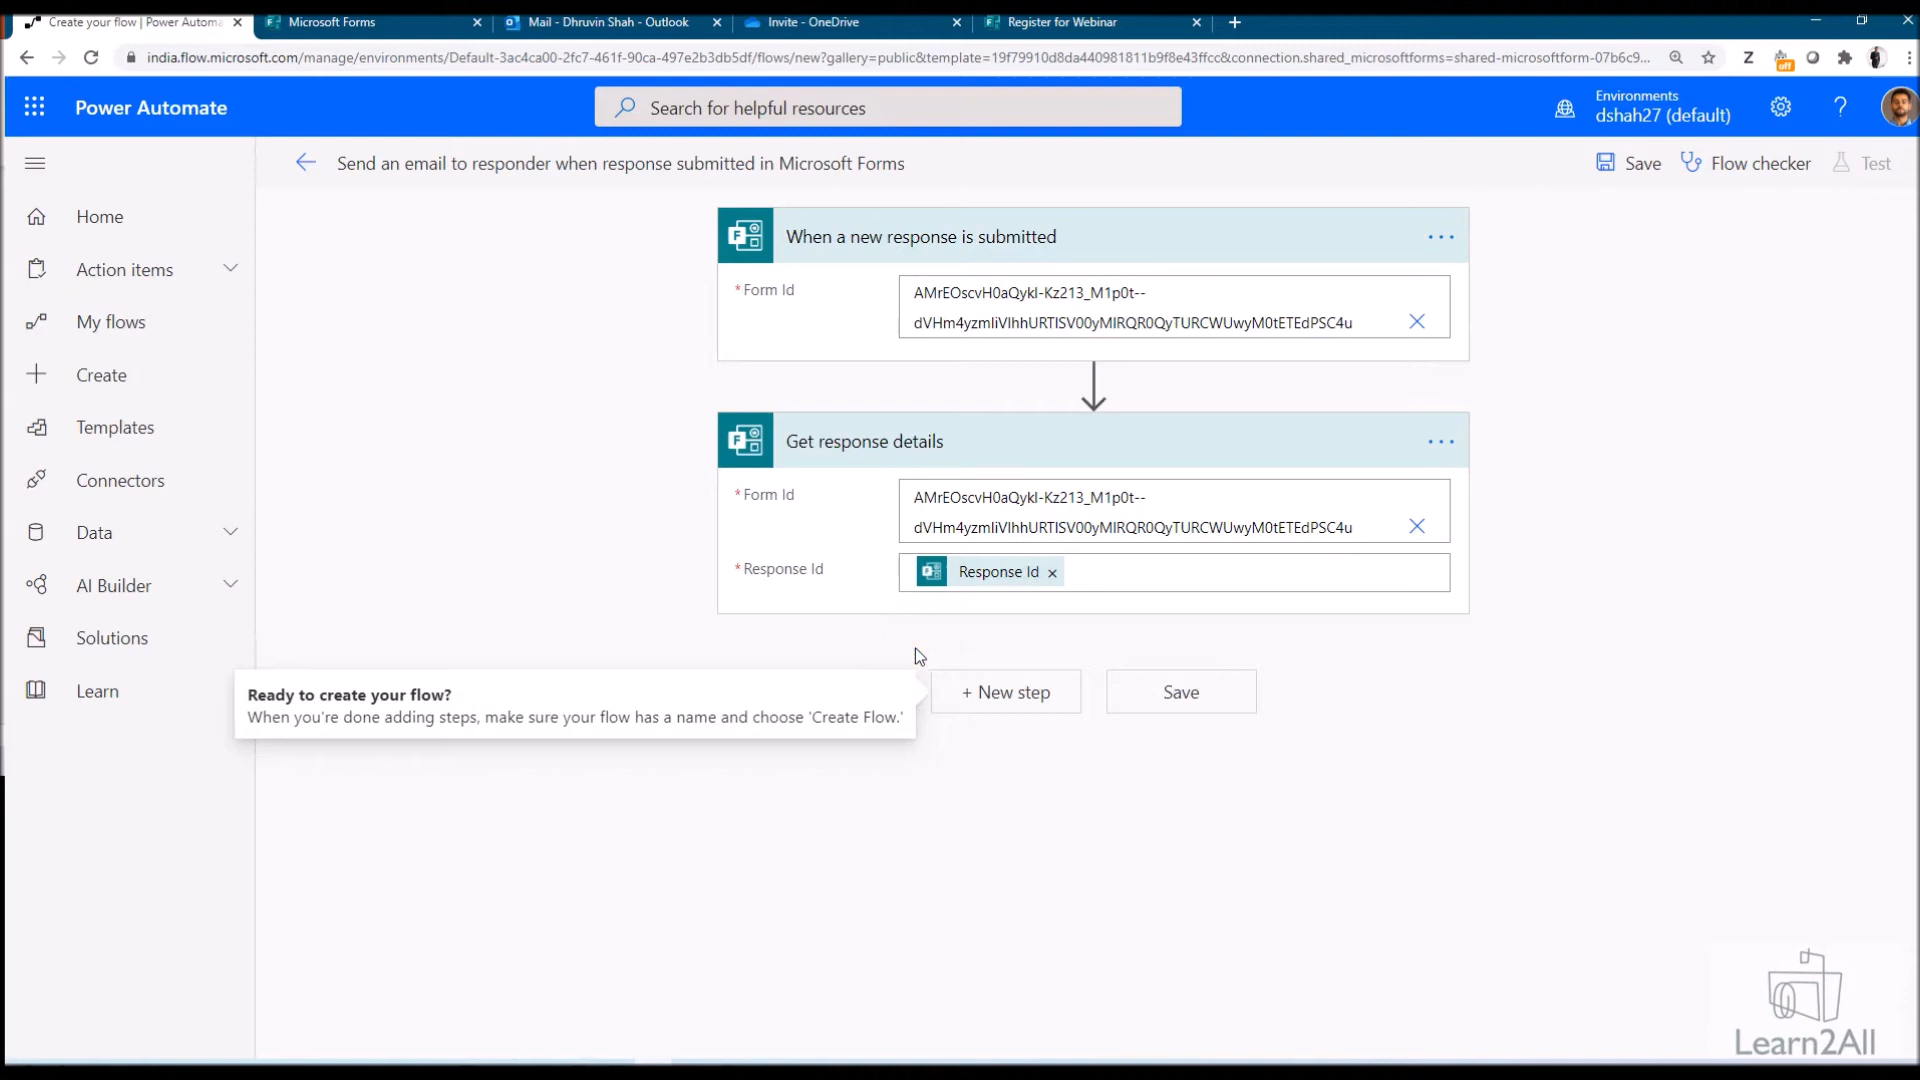 Create your flow | Power Automa
Microsoft Forms
Mail - Dhruvin Shah - Outlook
Invite - OneDrive
Register for Webinar
india.flow.microsoft.com/manage/environments/Default-3ac4ca00-2fc7-461f-90ca-497e2b3db5df/flows/new?gallery=public&template=19f79910d8da440981811b9f8e43ffcc&connection.shared_microsoftforms=shared-microsoftform-07b6c9...
Z
off
Power Automate
Search for helpful resources
Environments
dshah27 (default)
?
Send an email to responder when response submitted in Microsoft Forms
Save
Flow checker
Test
Home
Action items
My flows
Create
Templates
Connectors
Data
AI Builder
Solutions
Learn
When a new response is submitted
* Form Id
AMrEOscvH0aQykI-Kz213_M1p0t--
dVHm4yzmIiVIhhURTlSV00yMlRQR0QyTURCWUwyM0tETEdPSC4u
Get response details
* Form Id
AMrEOscvH0aQykI-Kz213_M1p0t--
dVHm4yzmIiVIhhURTlSV00yMlRQR0QyTURCWUwyM0tETEdPSC4u
* Response Id
Response Id
Ready to create your flow?
When you're done adding steps, make sure your flow has a name and choose 'Create Flow.'
+ New step
Save
Learn2All